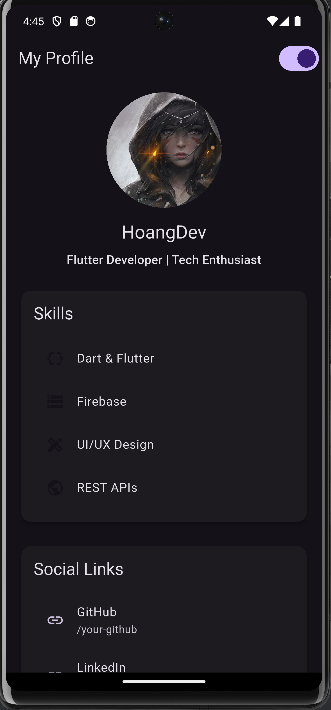 4:45
My Profile
HoangDev
Flutter Developer | Tech Enthusiast
Skills
Dart & Flutter
Firebase
UI/UX Design
REST APIs
Social Links
GitHub
/your-github
LinkedIn